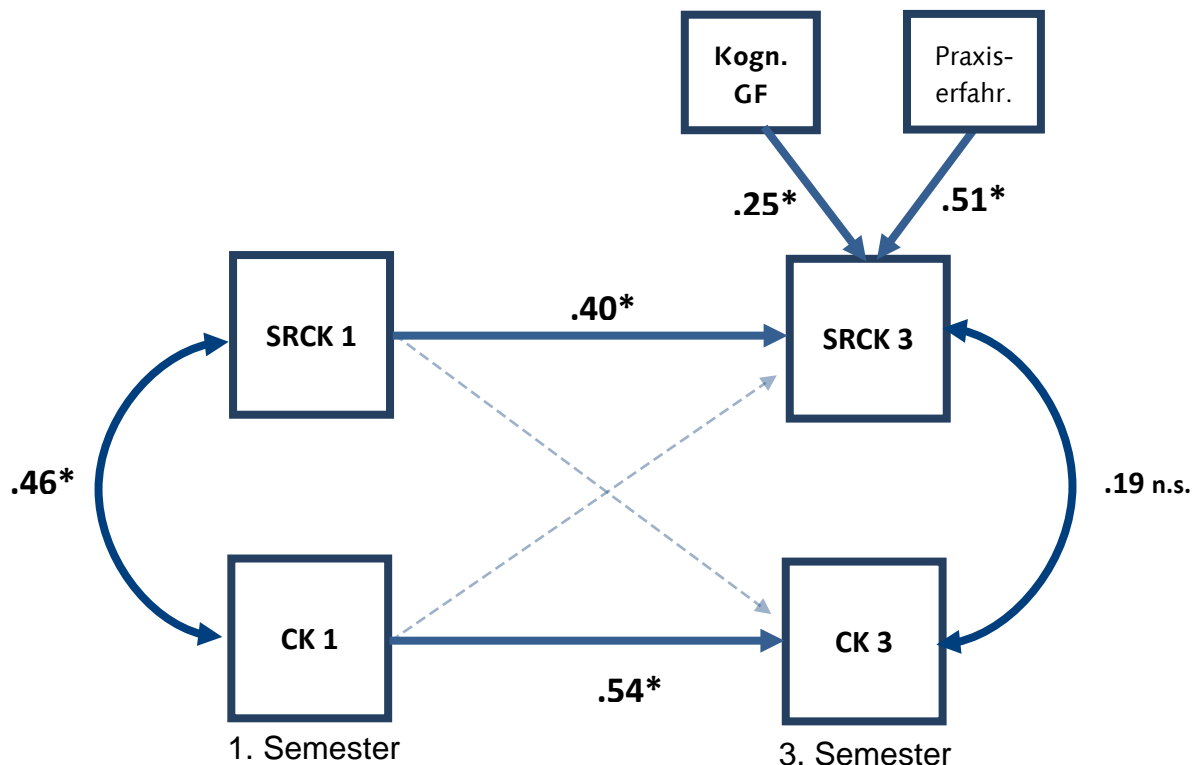 Kogn.
GF
Praxis-
erfahr.
.25*
.51*
SRCK 1
.40*
SRCK 3
.46*
.19 n.s.
CK 1
.54*
CK 3
1. Semester
3. Semester